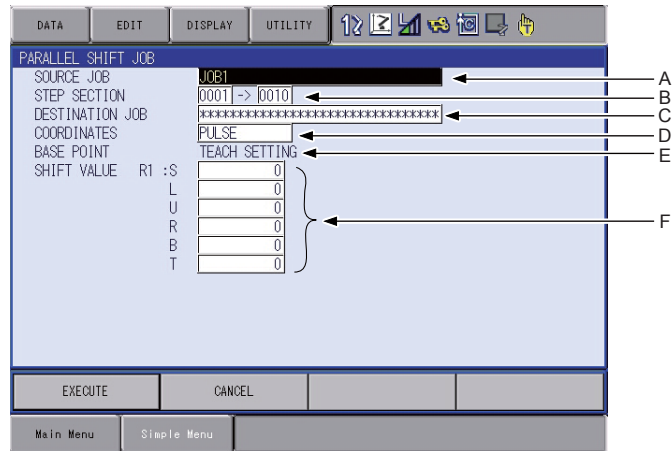 DATA EDIT DISPLAY UTILITY
PARALLEL SHIFT JOB
SOURCE JOB JOB1 A
STEP SECTION 0001 -> 0010 B
DESTINATION JOB ******************************** C
COORDINATES PULSE D
BASE POINT TEACH SETTING E
SHIFT VALUE R1 :S 0
L 0
U 0
R 0
B 0
T 0
F
EXECUTE CANCEL
Main Menu Simple Menu